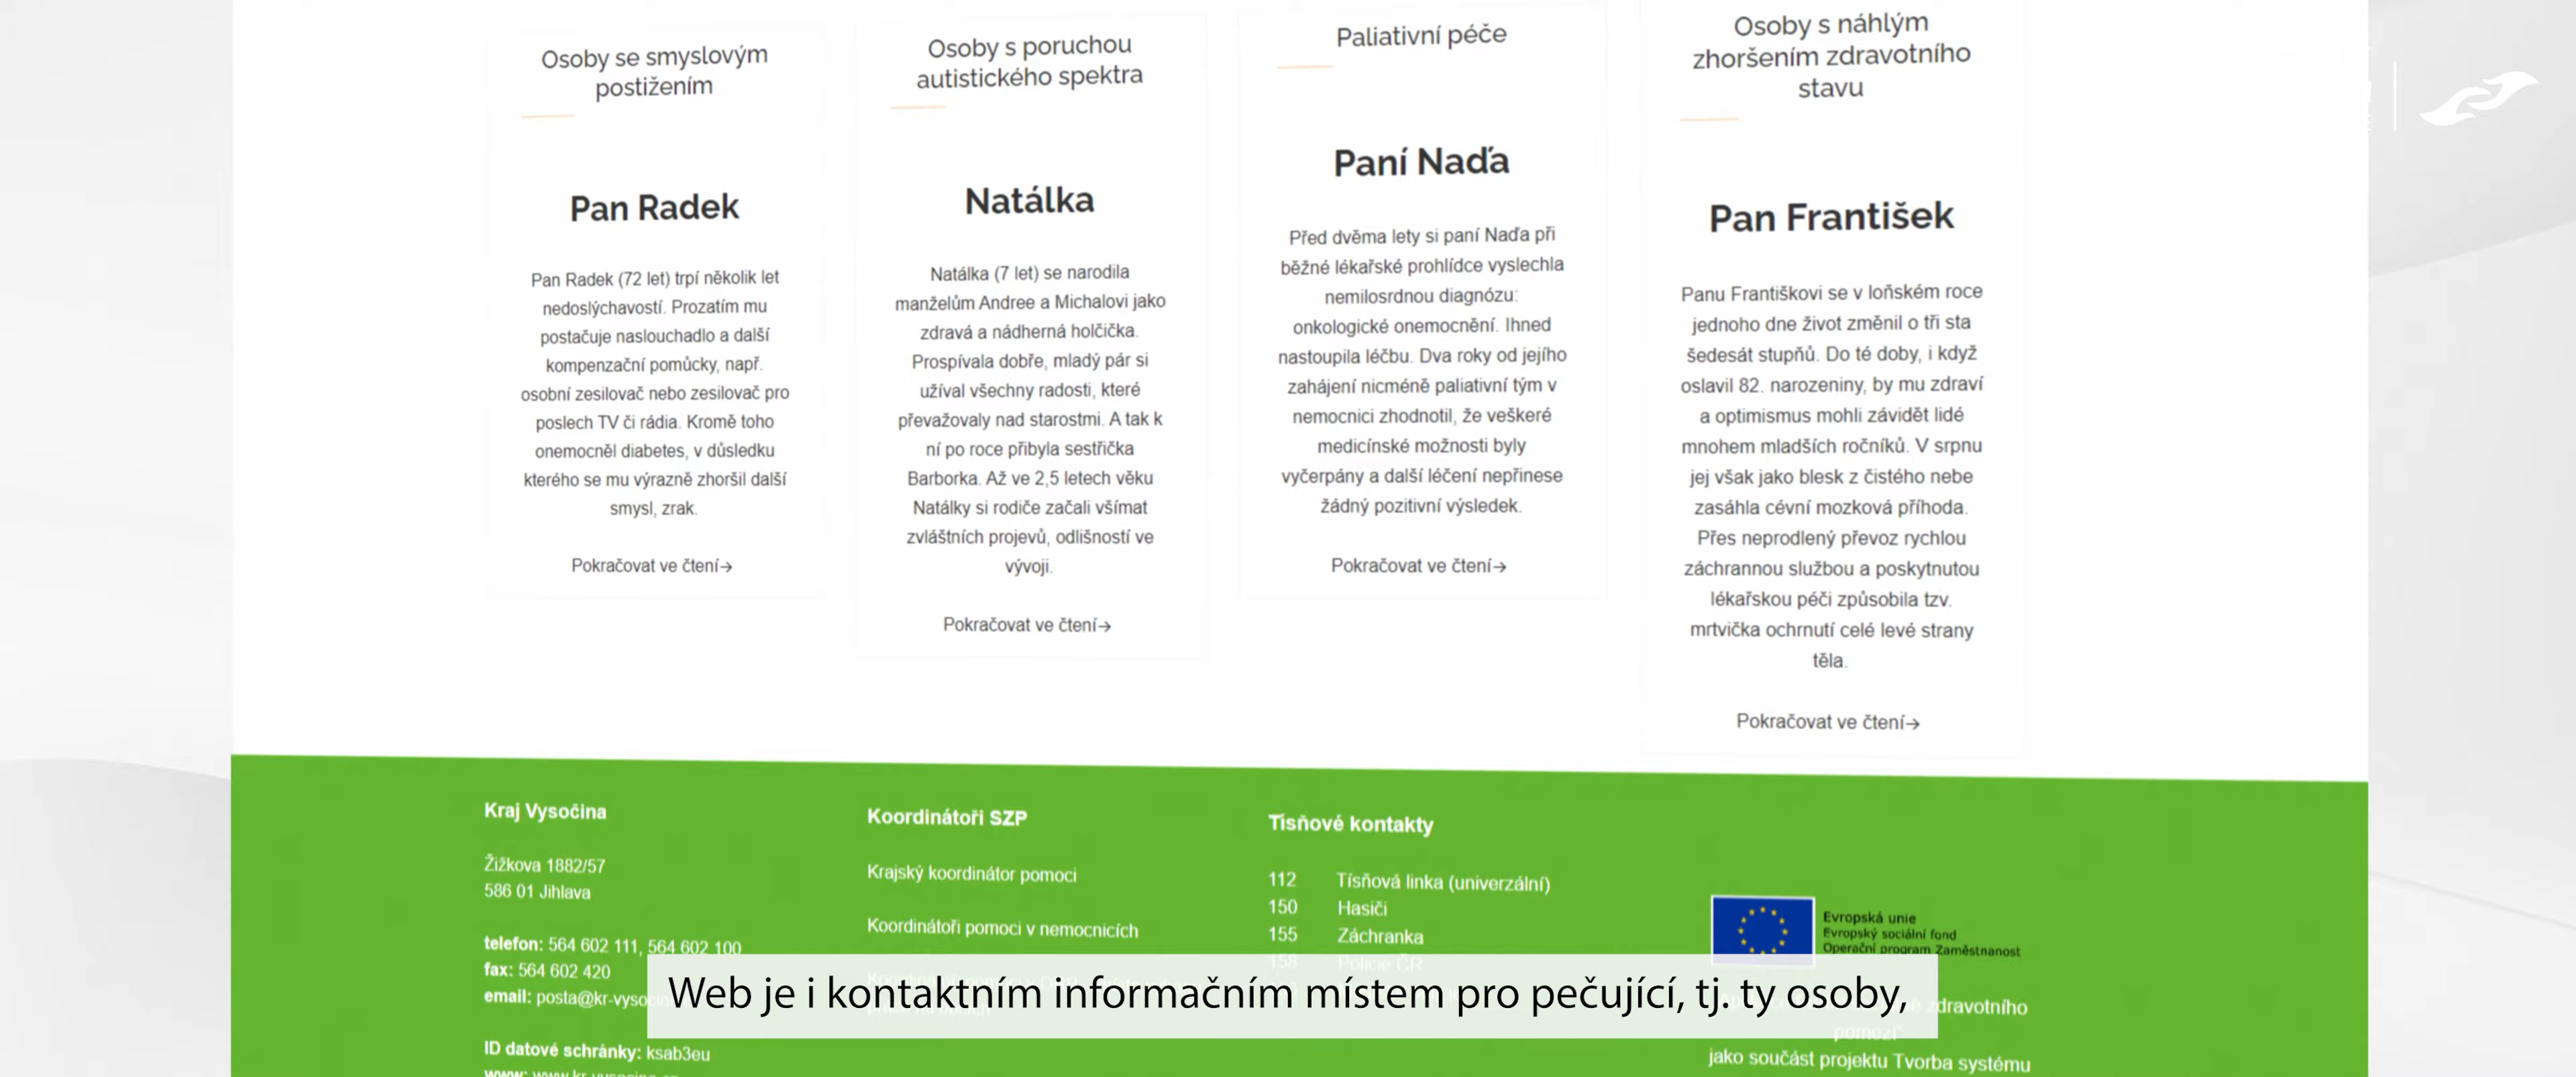 Osoby se smyslovým
postižením
Pan Radek
Pan Radek (72 let) trpí několik let
nedoslýchavostí. Prozatím mu
postačuje naslouchadlo a další
kompenzační pomůcky, např.
osobní zesilovač nebo zesilovač pro
poslech TV či rádia. Kromě toho
onemocněl diabetes, v důsledku
kterého se mu výrazně zhoršil další
smysl, zrak.
Pokračovat ve čtení→
Osoby s poruchou
autistického spektra
Natálka
Natálka (7 let) se narodila
manželům Andree a Michalovi jako
zdravá a nádherná holčička.
Prospívala dobře, mladý pár si
užíval všechny radosti, které
převažovaly nad starostmi. A tak k
ní po roce přibyla sestřička
Barborka. Až ve 2,5 letech věku
Natálky si rodiče začali všímat
zvláštních projevů, odlišností ve
vývoji.
Pokračovat ve čtení→
Paliativní péče
Paní Naďa
Před dvěma lety si paní Naďa při
běžné lékařské prohlídce vyslechla
nemilosrdnou diagnózu:
onkologické onemocnění. Ihned
nastoupila léčbu. Dva roky od jejího
zahájení nicméně paliativní tým v
nemocnici zhodnotil, že veškeré
medicínské možnosti byly
vyčerpány a další léčení nepřinese
žádný pozitivní výsledek.
Pokračovat ve čtení→
Osoby s náhlým
zhoršením zdravotního
stavu
Pan František
Panu Františkovi se v loňském roce
jednoho dne život změnil o tři sta
šedesát stupňů. Do té doby, i když
oslavil 82. narozeniny, by mu zdraví
a optimismus mohli závidět lidé
mnohem mladších ročníků. V srpnu
jej však jako blesk z čistého nebe
zasáhla cévní mozková příhoda.
Přes neprodlený převoz rychlou
záchrannou službou a poskytnutou
lékařskou péči způsobila tzv.
mrtvička ochrnutí celé levé strany
těla.
Pokračovat ve čtení→
Kraj Vysočina
Žižkova 1882/57
586 01 Jihlava
telefon: 564 602 111, 564 602 100
fax: 564 602 420
email: posta@kr-vyso
ID datové schránky: ksab3eu
www: www.kr-vysocina.cz
Koordinátoři SZP
Krajský koordinátor pomoci
Koordinátoři pomoci v nemocnicích
Tisňové kontakty
112 Tísňová linka (univerzální)
150 Hasiči
155 Záchranka
158 Policie ČR
Evropská unie
Evropský sociální fond
Operační program Zaměstnanost
zdravotního
pomezí"
jako součást projektu Tvorba systému
Web je i kontaktním informačním místem pro pečující, tj. ty osoby,